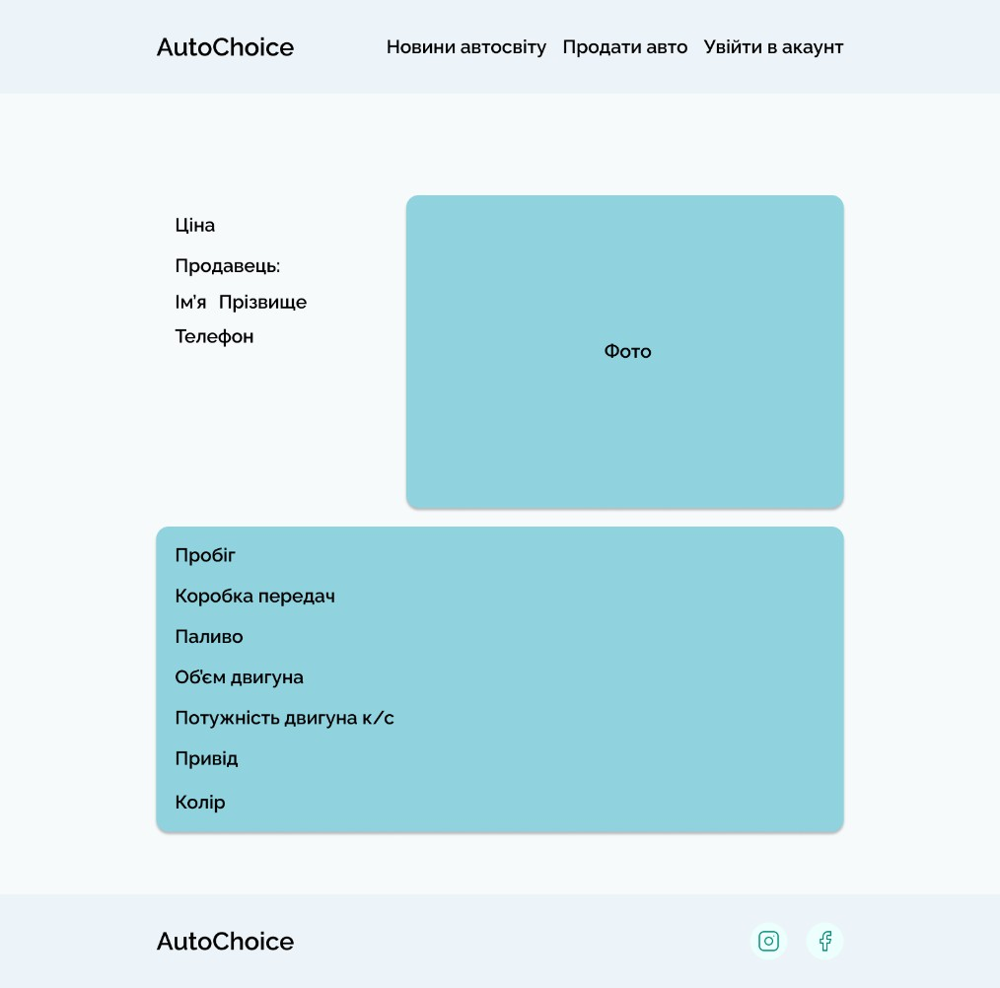 AutoChoice
Новини автосвіту Продати авто Увійти в акаунт
Ціна
Продавець:
Ім'я Прізвище
Телефон
Фото
Пробіг
Коробка передач
Паливо
Об'єм двигуна
Потужність двигуна к/с
Привід
Колір
AutoChoice